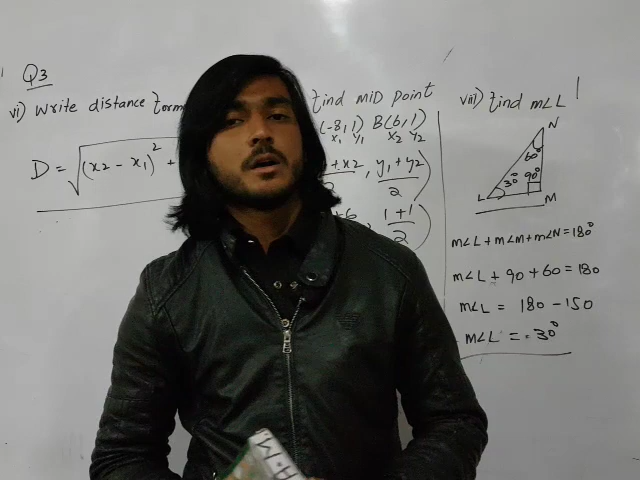 Q3
vi) Write distance form
D = √(x2 - x1)² +
find MID point
(-8,1) B(6,1)
x1 y1 x2 y2
+x2 , y1 + y2
2 2 )
+6 , 1+1
2 )
viii) find m∠L
N
60°
30° 90°
L M
m∠L + m∠M + m∠N = 180°
m∠L + 90 + 60 = 180
m∠L = 180 - 150
m∠L = 30°
A.M